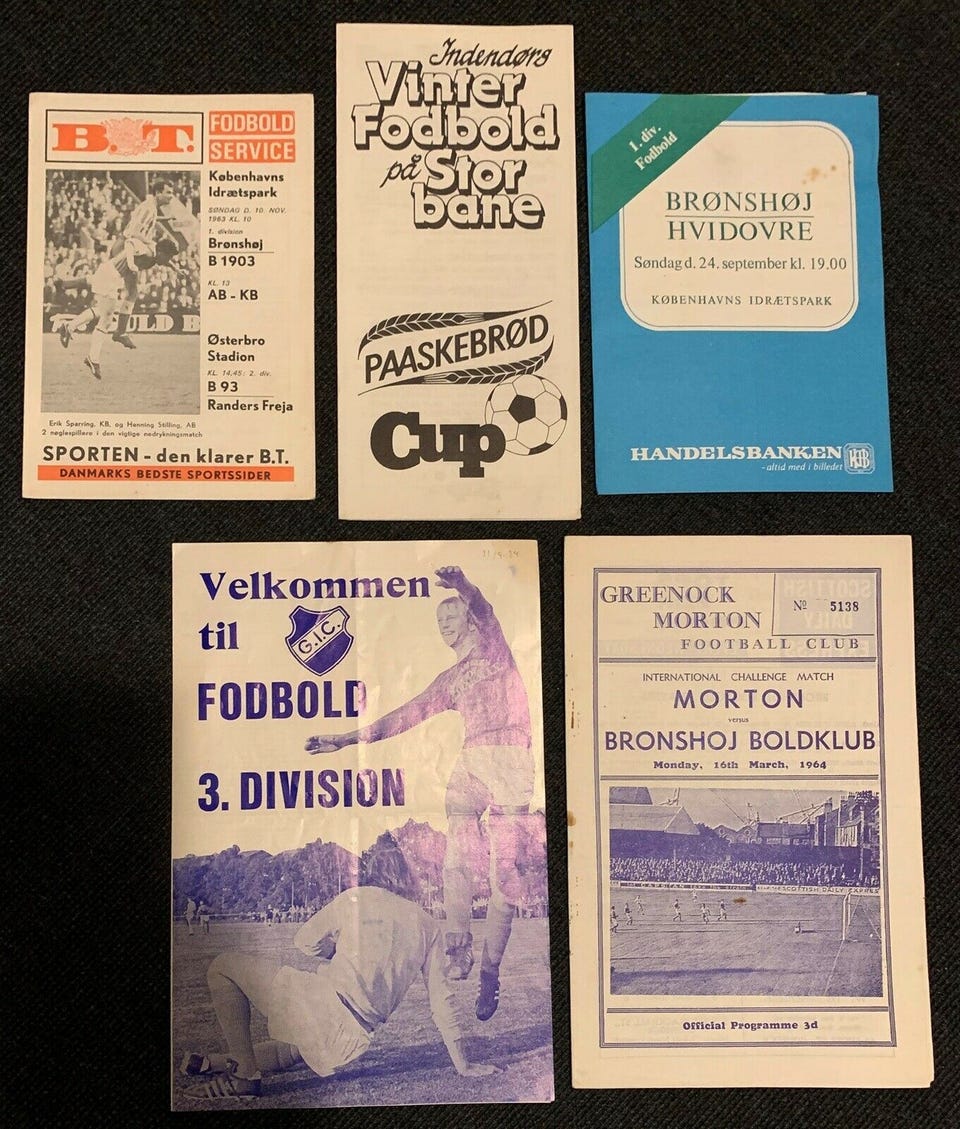 B.T.
FODBOLD
SERVICE
Københavns
Idrætspark
SØNDAG D. 10. NOV.
1963 KL. 10
1. division
Brønshøj
B 1903
KL. 13
AB - KB
Østerbro
Stadion
KL. 14,45: 2. div.
B 93
Randers Freja
Erik Sparring, KB, og Henning Stilling, AB
2 nøglespillere i den vigtige nedrykningsmatch
SPORTEN - den klarer B.T.
DANMARKS BEDSTE SPORTSSIDER
Indendørs
Vinter
Fodbold
på Stor
bane
PAASKEBRØD
Cup
1. div.
Fodbold
BRØNSHØJ
HVIDOVRE
Søndag d. 24. september kl. 19.00
KØBENHAVNS IDRÆTSPARK
HANDELSBANKEN
- altid med i billedet
Velkommen
til
G.I.C.
FODBOLD
3. DIVISION
GREENOCK
MORTON
FOOTBALL CLUB
Nº 5138
INTERNATIONAL CHALLENGE MATCH
MORTON
versus
BRONSHOJ BOLDKLUB
Monday, 16th March, 1964
SCOTTISH DAILY EXPRES
Official Programme 3d